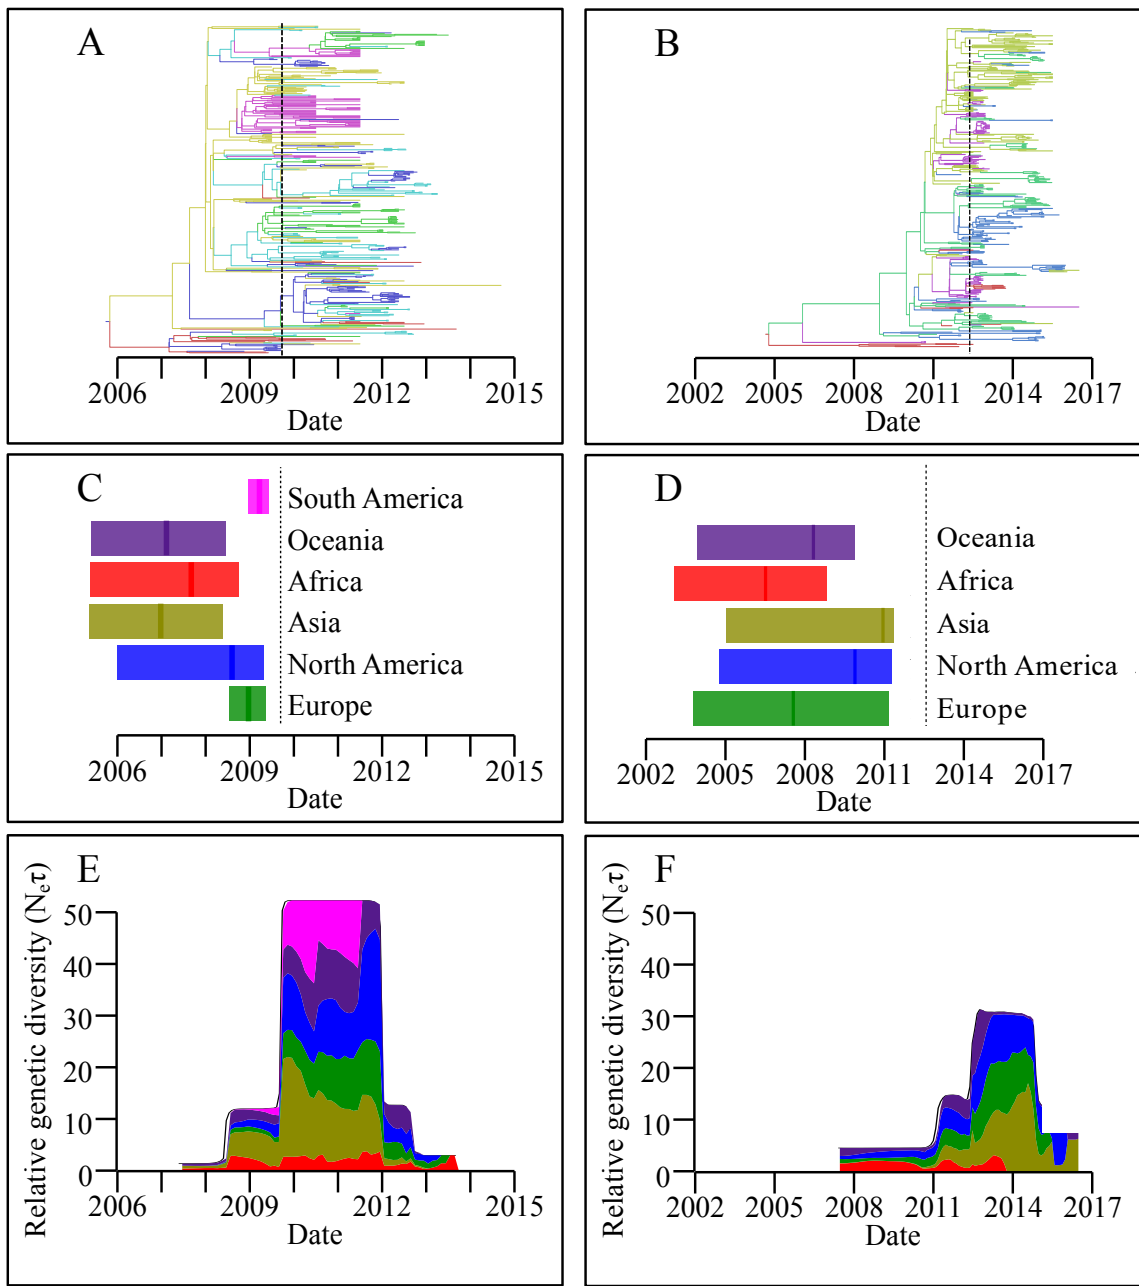 A
2006 2009 2012 2015
Date
B
2002 2005 2008 2011 2014 2017
Date
C
South America
Oceania
Africa
Asia
North America
Europe
2006 2009 2012 2015
Date
D
Oceania
Africa
Asia
North America
Europe
2002 2005 2008 2011 2014 2017
Date
E
Relative genetic diversity (Nₑτ)
50
40
30
20
10
0
2006 2009 2012 2015
Date
F
Relative genetic diversity (Nₑτ)
50
40
30
20
10
0
2002 2005 2008 2011 2014 2017
Date